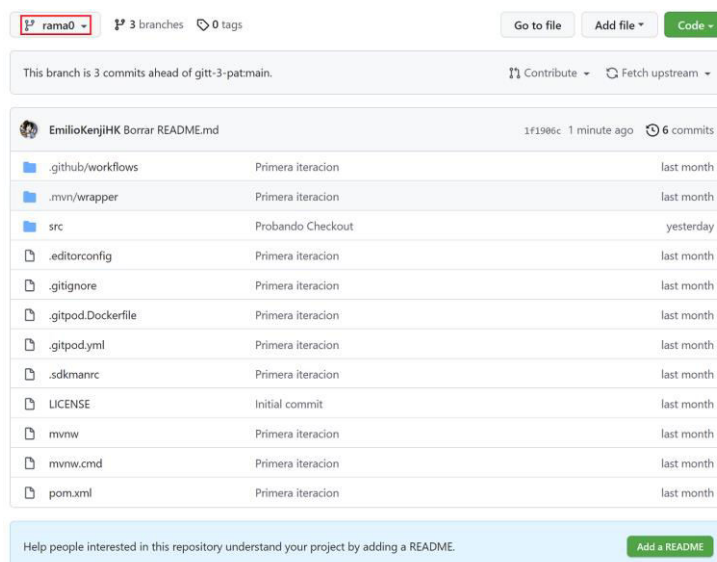 rama0 3 branches 0 tags Go to file Add file Code
This branch is 3 commits ahead of gitt-3-pat:main. Contribute Fetch upstream
EmilioKenjiHK Borrar README.md 1f1906c 1 minute ago 6 commits
.github/workflows Primera iteracion last month
.mvn/wrapper Primera iteracion last month
src Probando Checkout yesterday
.editorconfig Primera iteracion last month
.gitignore Primera iteracion last month
.gitpod.Dockerfile Primera iteracion last month
.gitpod.yml Primera iteracion last month
.sdkmanrc Primera iteracion last month
LICENSE Initial commit last month
mvnw Primera iteracion last month
mvnw.cmd Primera iteracion last month
pom.xml Primera iteracion last month
Help people interested in this repository understand your project by adding a README. Add a README